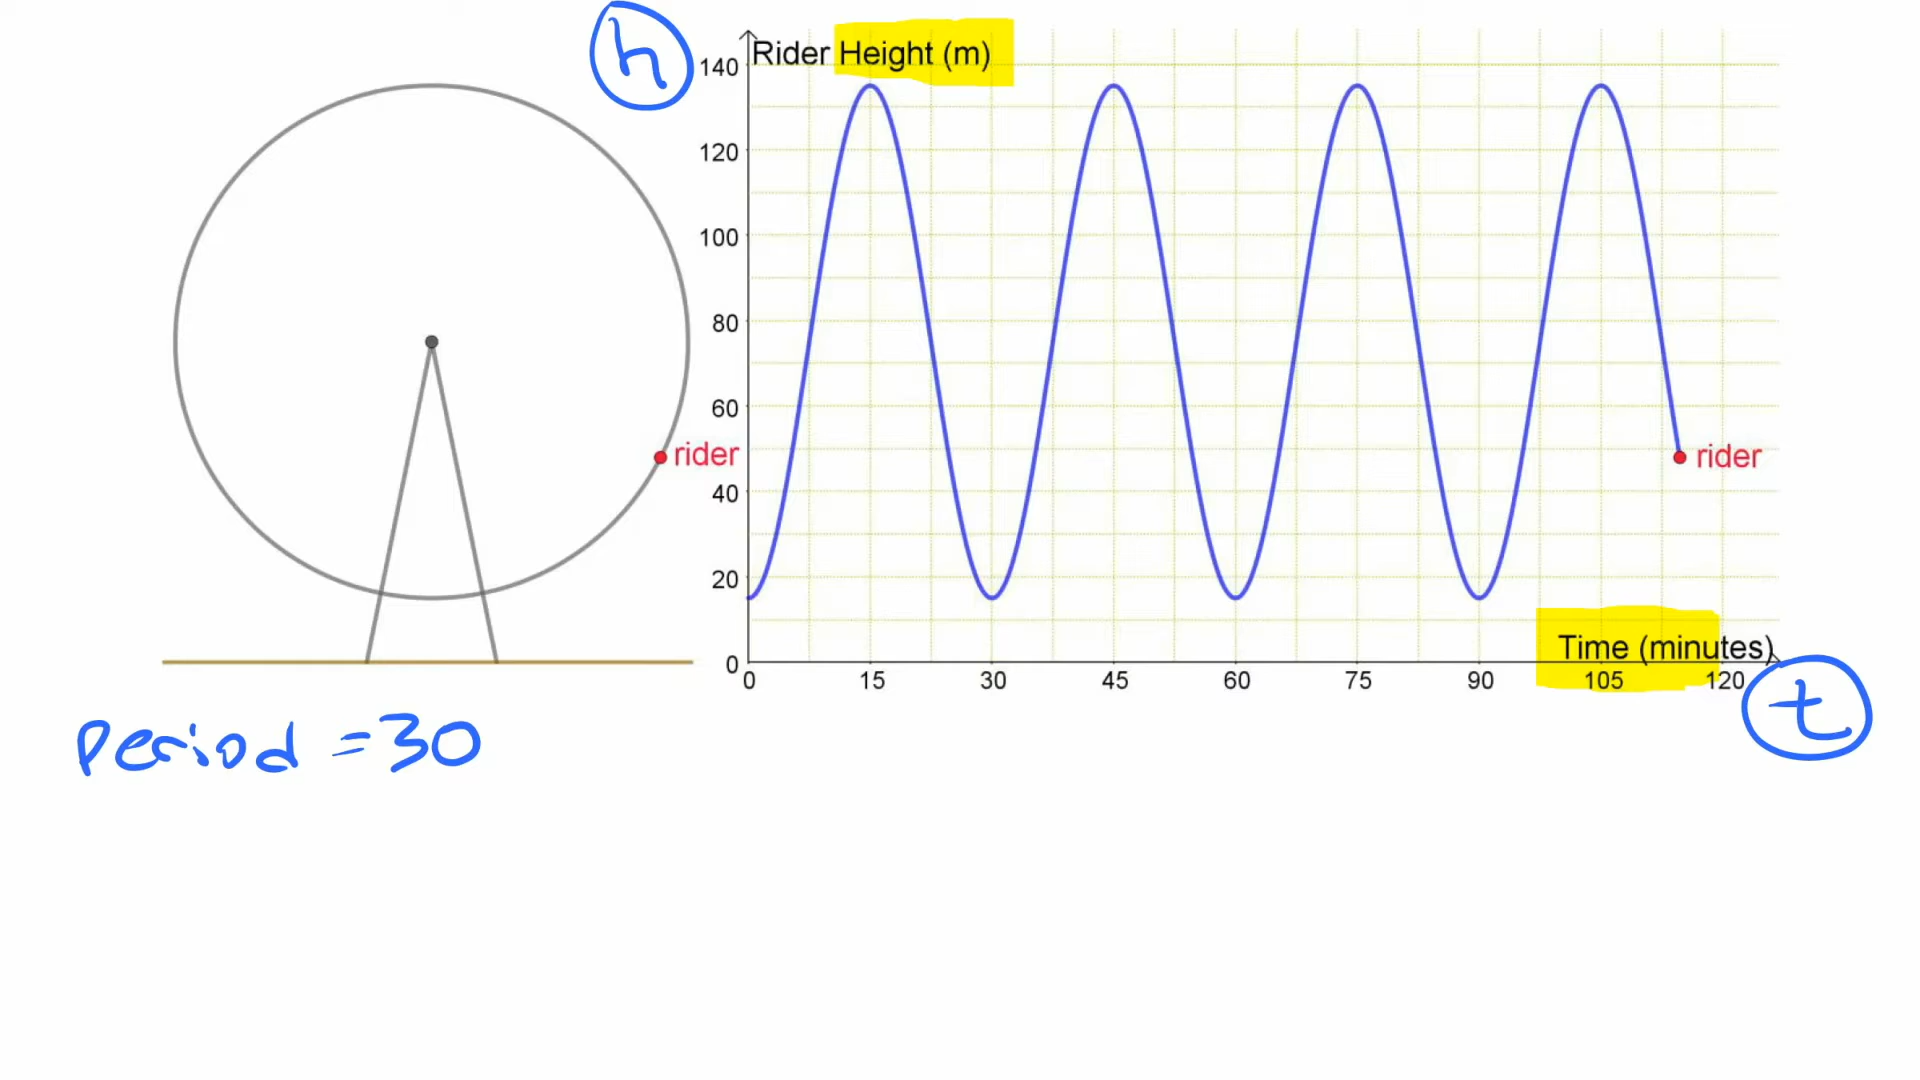 h
Rider Height (m)
140
120
100
80
60
40
20
0
rider
rider
Time (minutes)
0 15 30 45 60 75 90 105 120
t
Period = 30